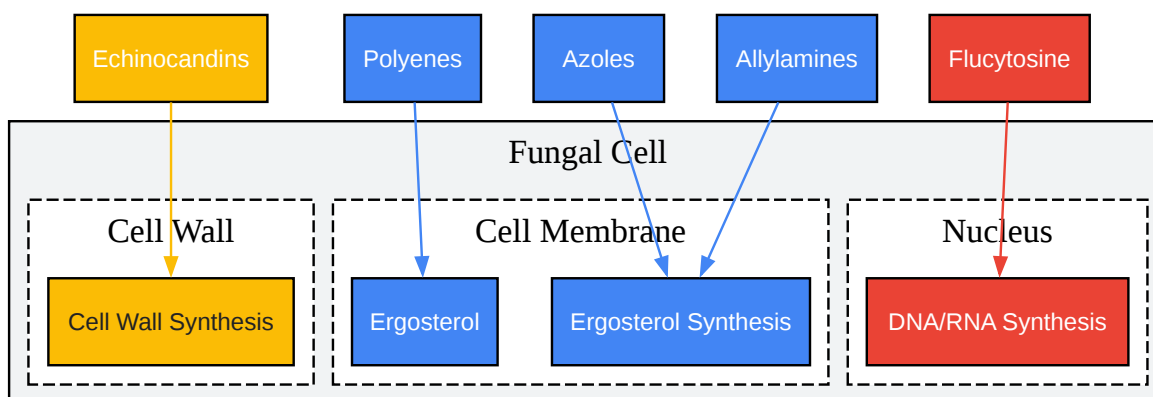 Echinocandins
Polyenes
Azoles
Allylamines
Flucytosine
Fungal Cell
Cell Wall
Cell Membrane
Nucleus
Cell Wall Synthesis
Ergosterol
Ergosterol Synthesis
DNA/RNA Synthesis